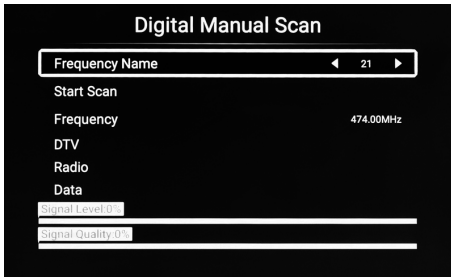 Digital Manual Scan
Frequency Name 21
Start Scan
Frequency 474.00MHz
DTV
Radio
Data
Signal Level:0%
Signal Quality:0%